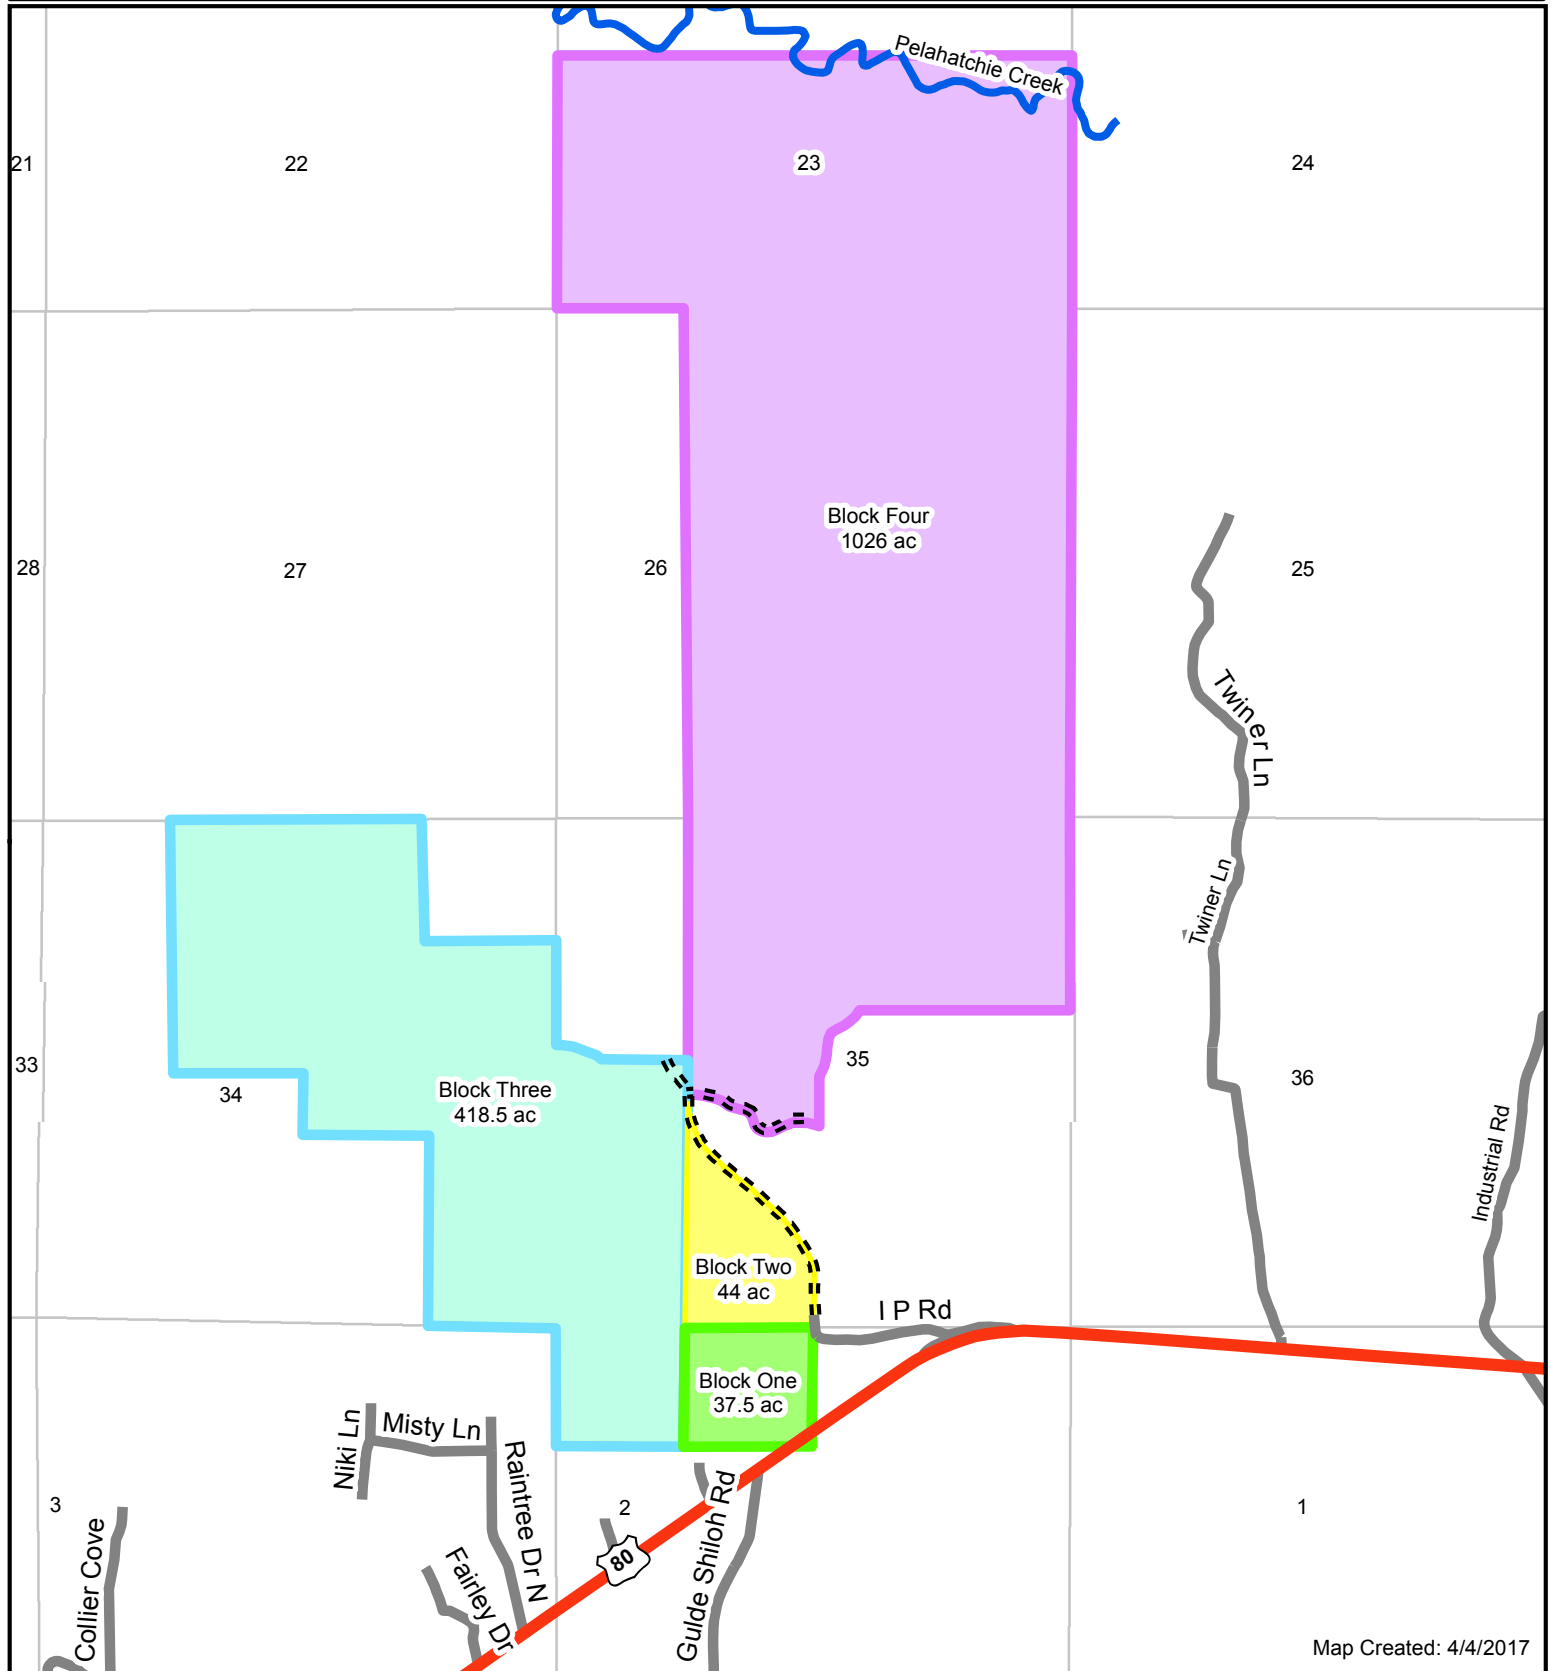 Pelahatchie Creek
21
22
23
24
Block Four
1026 ac
28
27
26
25
Twiner Ln
Twiner Ln
33
34
Block Three
418.5 ac
35
36
Industrial Rd
Block Two
44 ac
I P Rd
Block One
37.5 ac
Niki Ln
Misty Ln
Raintree Dr N
3
2
1
Gulde Shiloh Rd
80
Collier Cove
Fairley Dr
Map Created: 4/4/2017